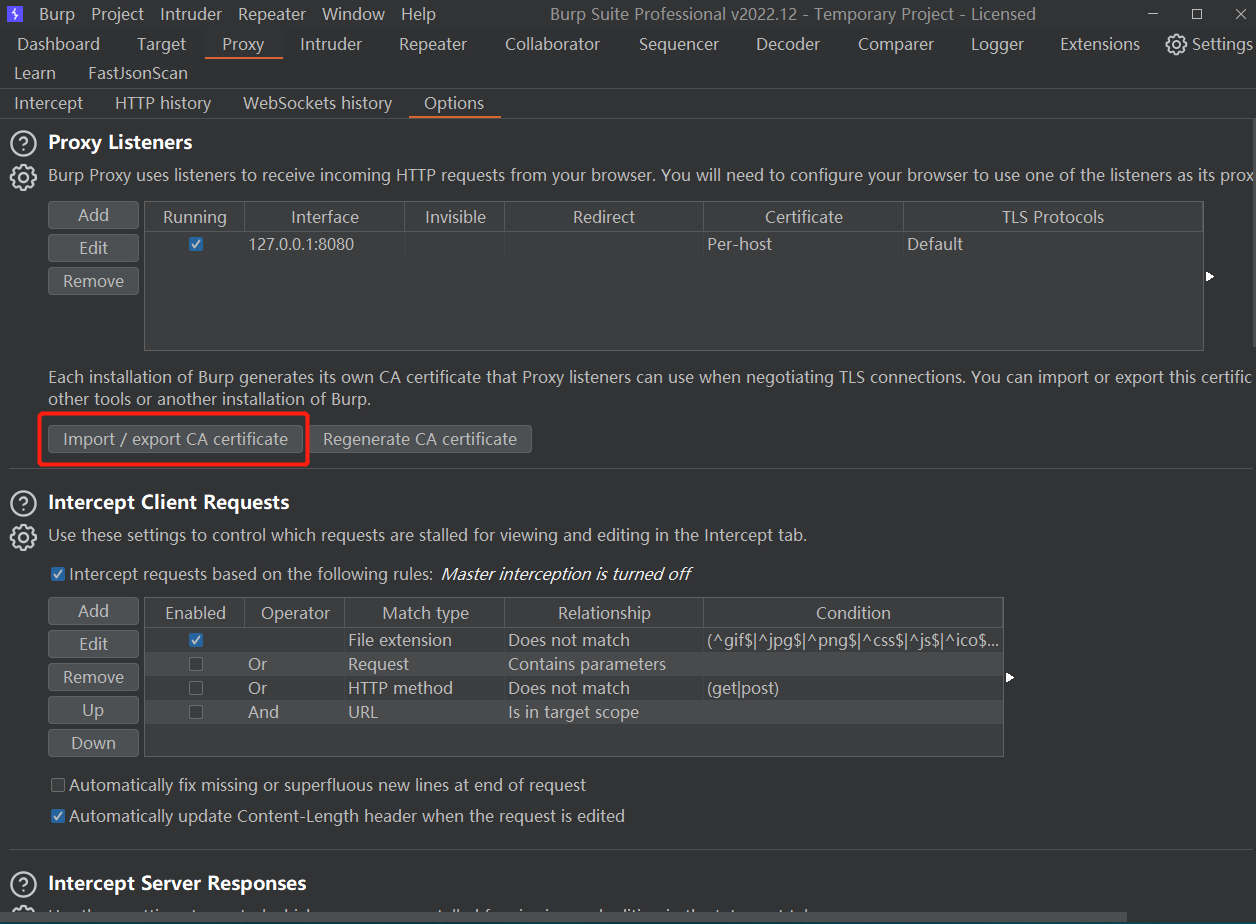 Burp Project Intruder Repeater Window Help Burp Suite Professional v2022.12 - Temporary Project - Licensed
Dashboard Target Proxy Intruder Repeater Collaborator Sequencer Decoder Comparer Logger Extensions Settings
Learn FastJsonScan
Intercept HTTP history WebSockets history Options
Proxy Listeners
Burp Proxy uses listeners to receive incoming HTTP requests from your browser. You will need to configure your browser to use one of the listeners as its prox
Add Running Interface Invisible Redirect Certificate TLS Protocols
Edit 127.0.0.1:8080 Per-host Default
Remove
Each installation of Burp generates its own CA certificate that Proxy listeners can use when negotiating TLS connections. You can import or export this certific
other tools or another installation of Burp.
Import / export CA certificate Regenerate CA certificate
Intercept Client Requests
Use these settings to control which requests are stalled for viewing and editing in the Intercept tab.
Intercept requests based on the following rules: Master interception is turned off
Add Enabled Operator Match type Relationship Condition
Edit File extension Does not match (^gif$|^jpg$|^png$|^css$|^js$|^ico$...
Or Request Contains parameters
Remove Or HTTP method Does not match (get|post)
Up And URL Is in target scope
Down
Automatically fix missing or superfluous new lines at end of request
Automatically update Content-Length header when the request is edited
Intercept Server Responses